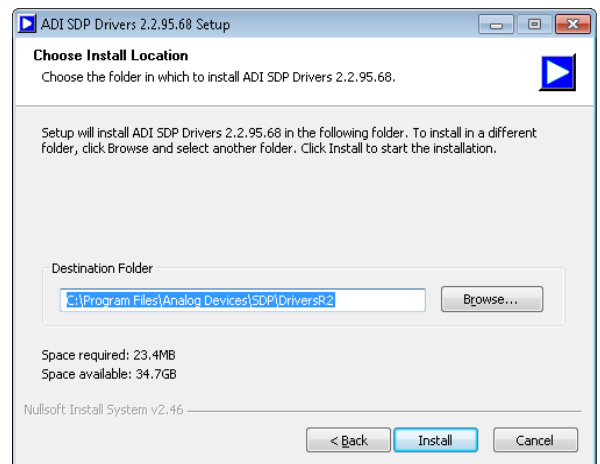 ADI SDP Drivers 2.2.95.68 Setup
Choose Install Location
Choose the folder in which to install ADI SDP Drivers 2.2.95.68.
Setup will install ADI SDP Drivers 2.2.95.68 in the following folder. To install in a different
folder, click Browse and select another folder. Click Install to start the installation.
Destination Folder
C:\Program Files\Analog Devices\SDP\DriversR2
Browse...
Space required: 23.4MB
Space available: 34.7GB
Nullsoft Install System v2.46
< Back Install Cancel